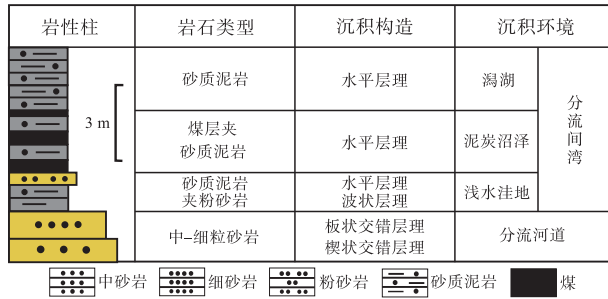 岩性柱 岩石类型 沉积构造 沉积环境
砂质泥岩 水平层理 潟湖
3 m
煤层夹
砂质泥岩 水平层理 泥炭沼泽
分流间湾
砂质泥岩 水平层理
夹粉砂岩 波状层理 浅水洼地
中–细粒砂岩 板状交错层理
楔状交错层理 分流河道
中砂岩 细砂岩 粉砂岩 砂质泥岩 煤